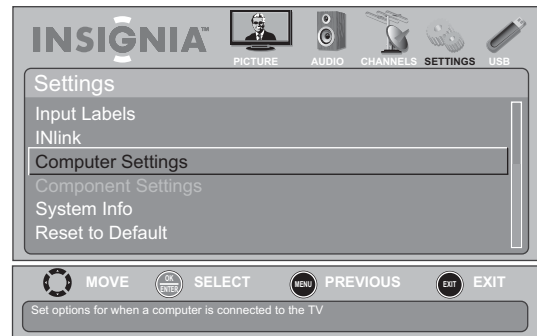 INSIGNIA™
PICTURE AUDIO CHANNELS SETTINGS USB
Settings
Input Labels
INlink
Computer Settings
Component Settings
System Info
Reset to Default
MOVE OK ENTER SELECT MENU PREVIOUS EXIT EXIT
Set options for when a computer is connected to the TV